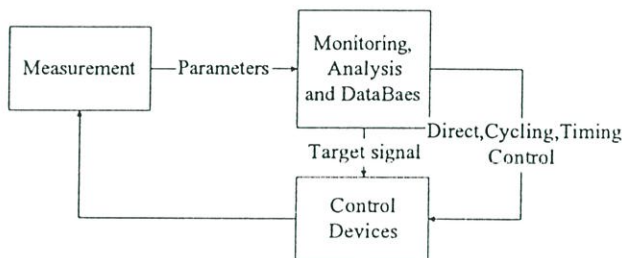 Measurement
Parameters
Monitoring,
Analysis
and DataBaes
Direct,Cycling,Timing
Control
Target signal
Control
Devices